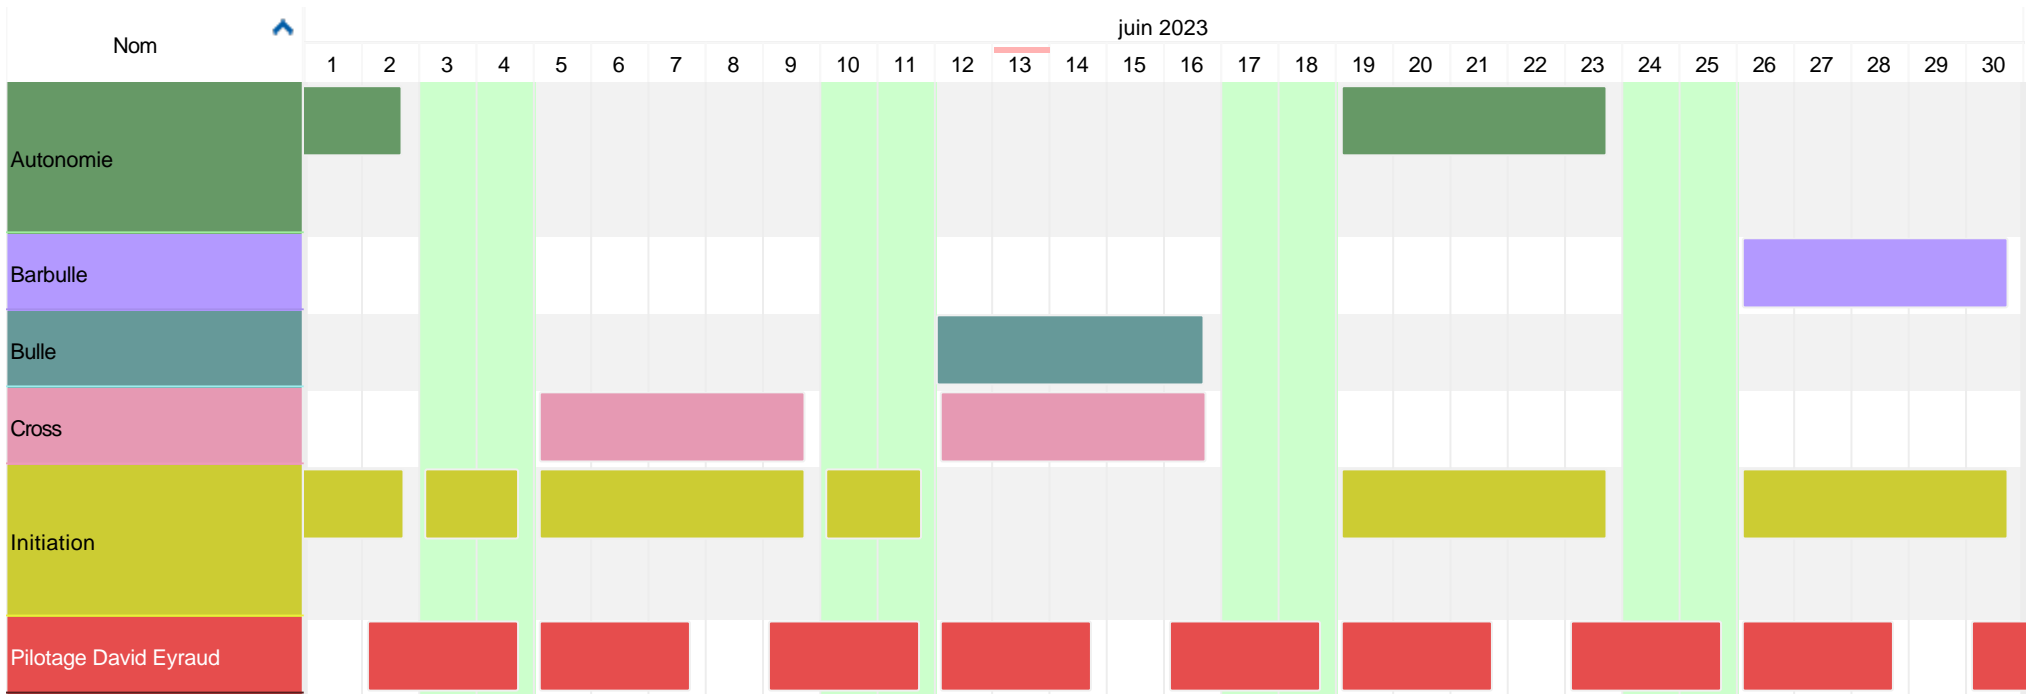 juin 2023
Nom
1 2 3 4 5 6 7 8 9 10 11 12 13 14 15 16 17 18 19 20 21 22 23 24 25 26 27 28 29 30
Autonomie
Barbulle
Bulle
Cross
Initiation
Pilotage David Eyraud